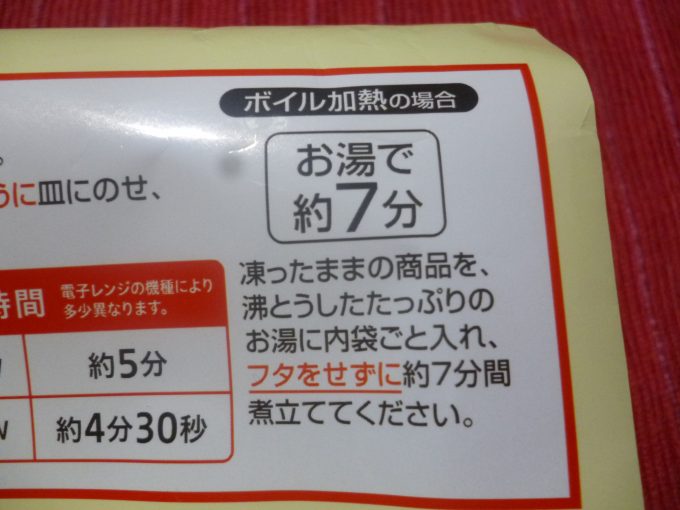 。
うに皿にのせ、
時間
電子レンジの機種により
多少異なります。
約5分
W
約4分30秒
ボイル加熱の場合
お湯で
約7分
凍ったままの商品を、
沸とうしたたっぷりの
お湯に内袋ごと入れ、
フタをせずに約7分間
煮立ててください。